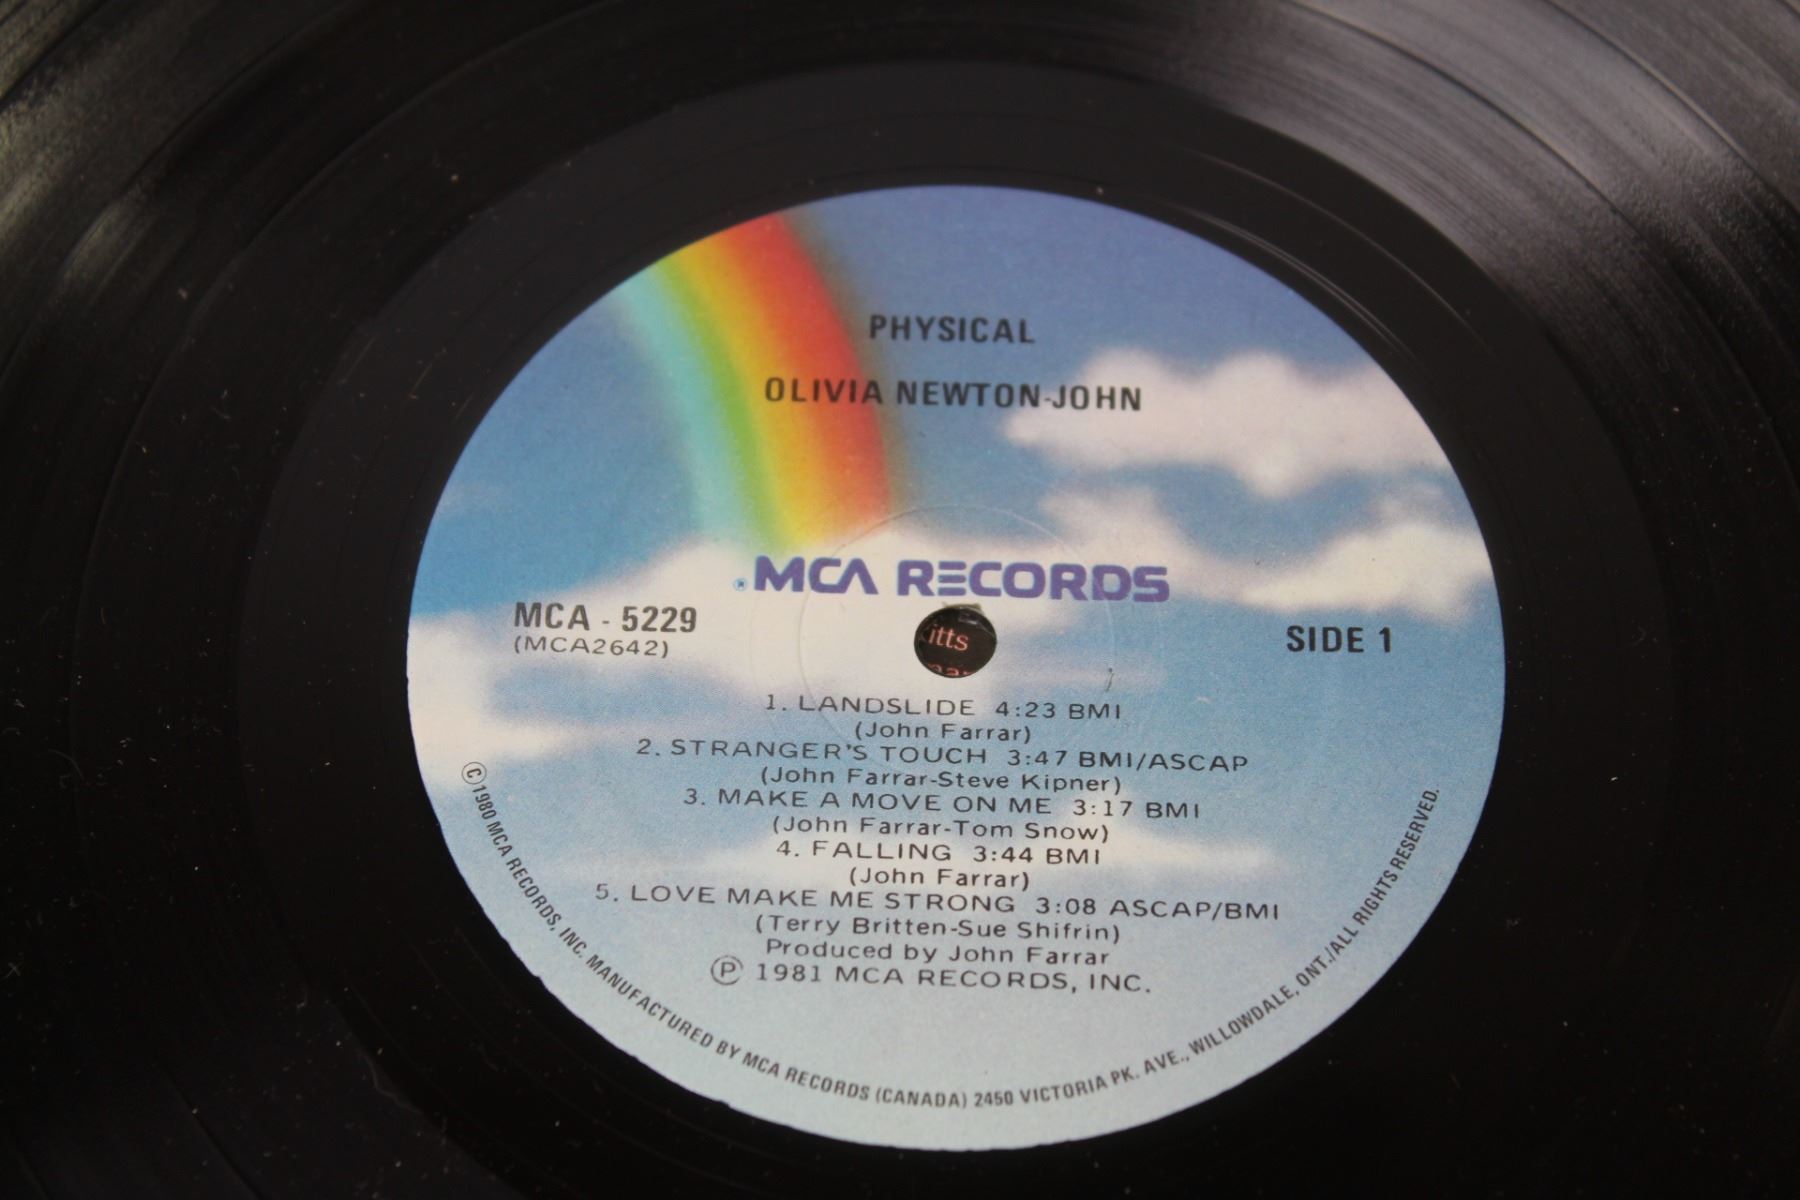 PHYSICAL
OLIVIA NEWTON-JOHN
® MCA RECORDS
MCA - 5229
(MCA2642)
SIDE 1
itts
1. LANDSLIDE 4:23 BMI
(John Farrar)
2. STRANGER'S TOUCH 3:47 BMI/ASCAP
(John Farrar-Steve Kipner)
3. MAKE A MOVE ON ME 3:17 BMI
(John Farrar-Tom Snow)
4. FALLING 3:44 BMI
(John Farrar)
5. LOVE MAKE ME STRONG 3:08 ASCAP/BMI
(Terry Britten-Sue Shifrin)
Produced by John Farrar
Ⓟ 1981 MCA RECORDS, INC.
© 1980 MCA RECORDS, INC. MANUFACTURED BY MCA RECORDS (CANADA) 2450 VICTORIA PK. AVE., WILLOWDALE, ONT./ALL RIGHTS RESERVED.